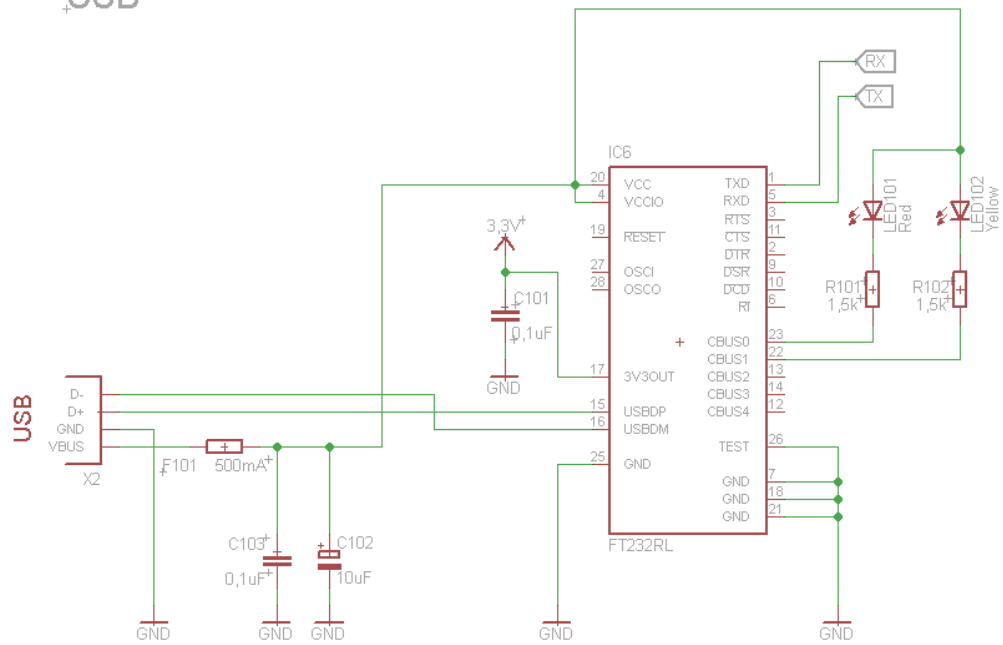 USB
RX
TX
IC6
20 VCC TXD 1
4 VCCIO RXD 5
RTS 3
19 RESET CTS 11
DTR 2
27 OSCI DSR 9
28 OSCO DCD 10
RI 6
CBUS0 23
CBUS1 22
17 3V3OUT CBUS2 13
CBUS3 14
15 USBDP CBUS4 12
16 USBDM
TEST 26
25 GND
GND 7
GND 18
GND 21
FT232RL
LED101
Red
LED102
Yellow
R101
1,5k
R102
1,5k
3,3V
C101
0,1uF
GND
USB
D-
D+
GND
VBUS
X2
F101 500mA
C103
0,1uF
C102
10uF
GND
GND
GND
GND
GND